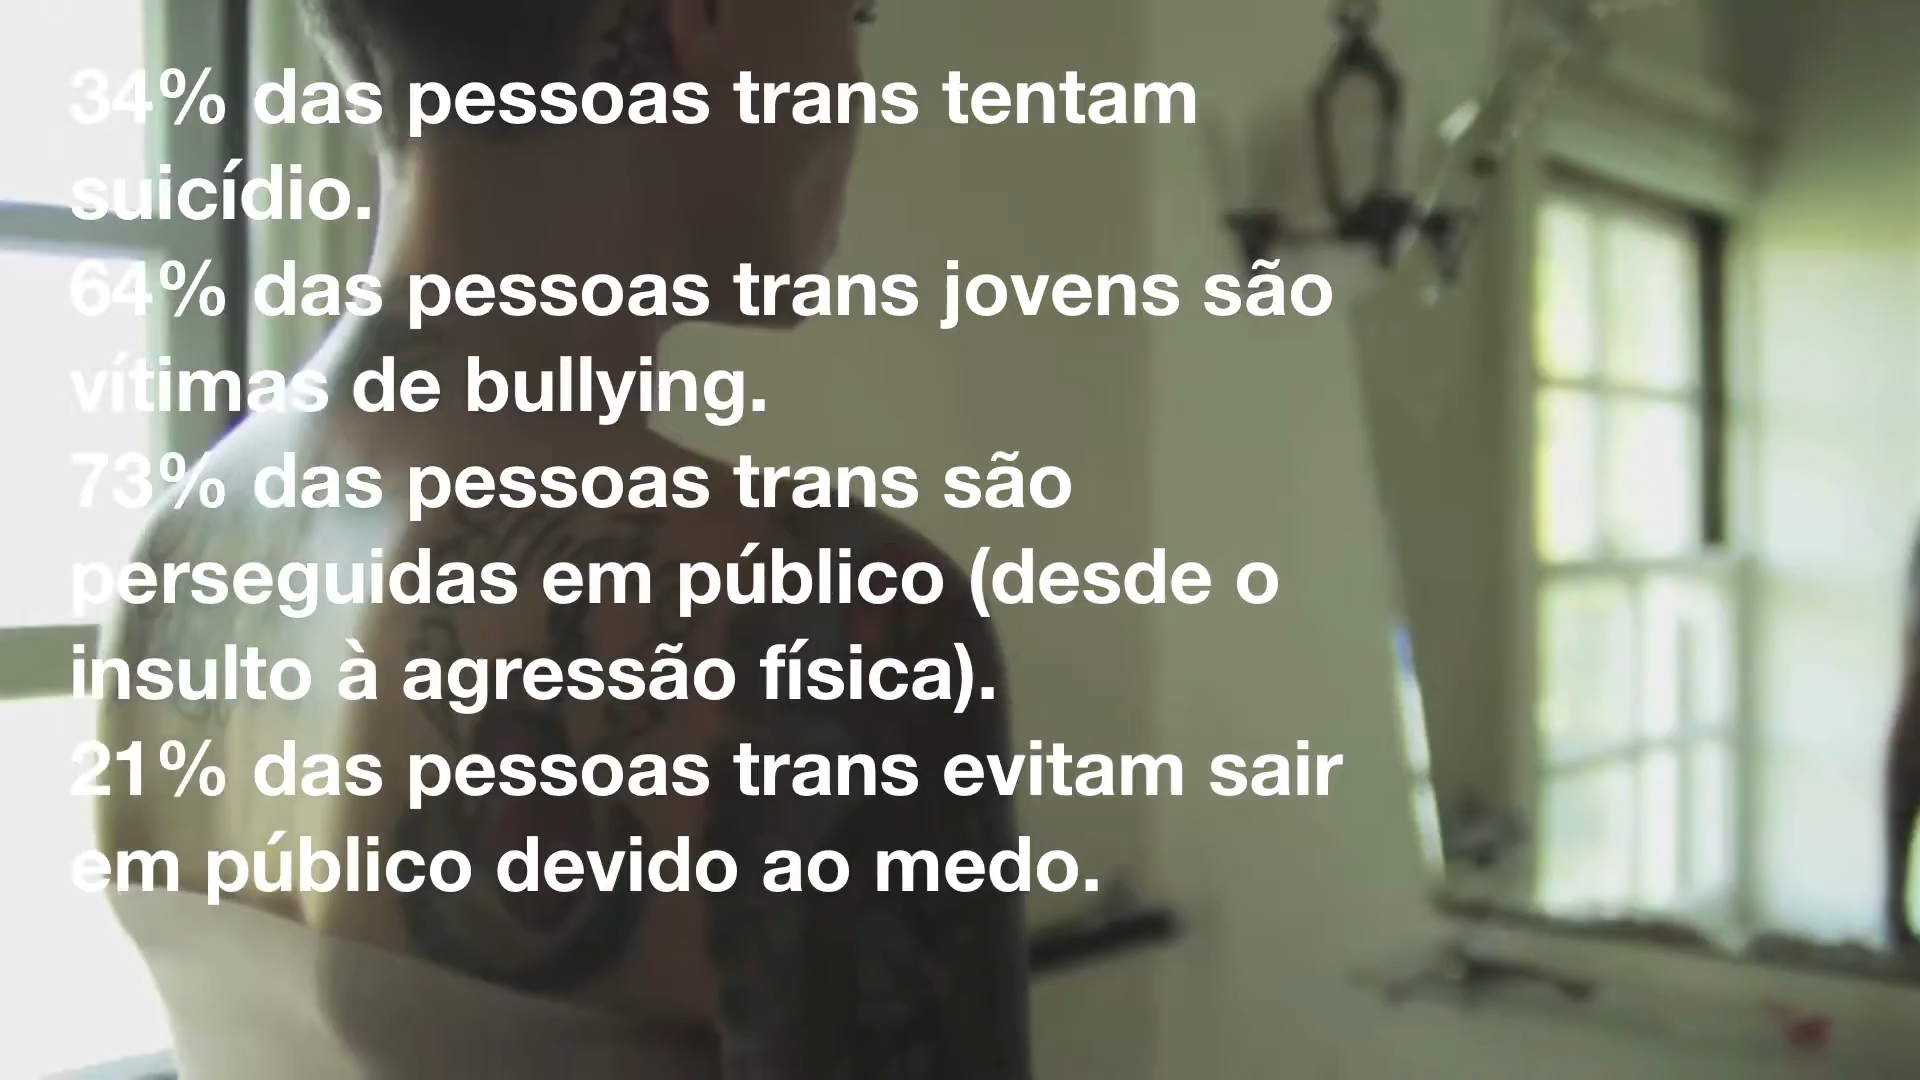 34% das pessoas trans tentam
suicídio.
64% das pessoas trans jovens são
vítimas de bullying.
73% das pessoas trans são
perseguidas em público (desde o
insulto à agressão física).
21% das pessoas trans evitam sair
em público devido ao medo.